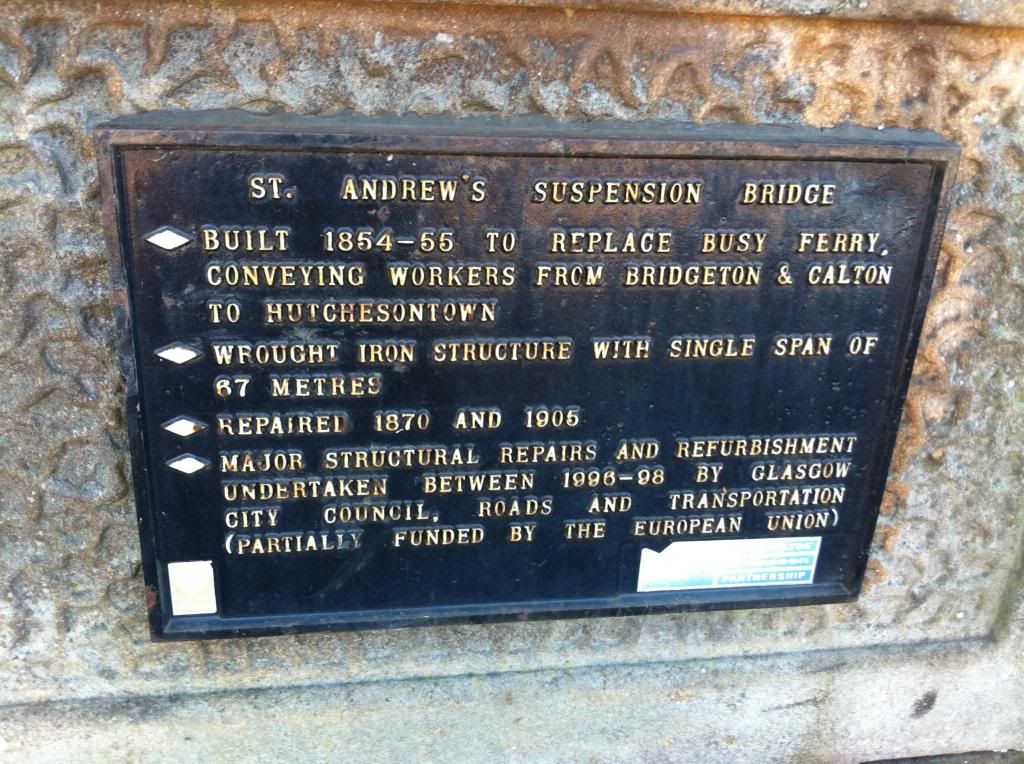 ST. ANDREW'S SUSPENSION BRIDGE
BUILT 1854-55 TO REPLACE BUSY FERRY,
CONVEYING WORKERS FROM BRIDGETON & CALTON
TO HUTCHESONTOWN
WROUGHT IRON STRUCTURE WITH SINGLE SPAN OF
67 METRES
REPAIRED 1870 AND 1905
MAJOR STRUCTURAL REPAIRS AND REFURBISHMENT
UNDERTAKEN BETWEEN 1996-98 BY GLASGOW
CITY COUNCIL, ROADS AND TRANSPORTATION
(PARTIALLY FUNDED BY THE EUROPEAN UNION)
PARTNERSHIP